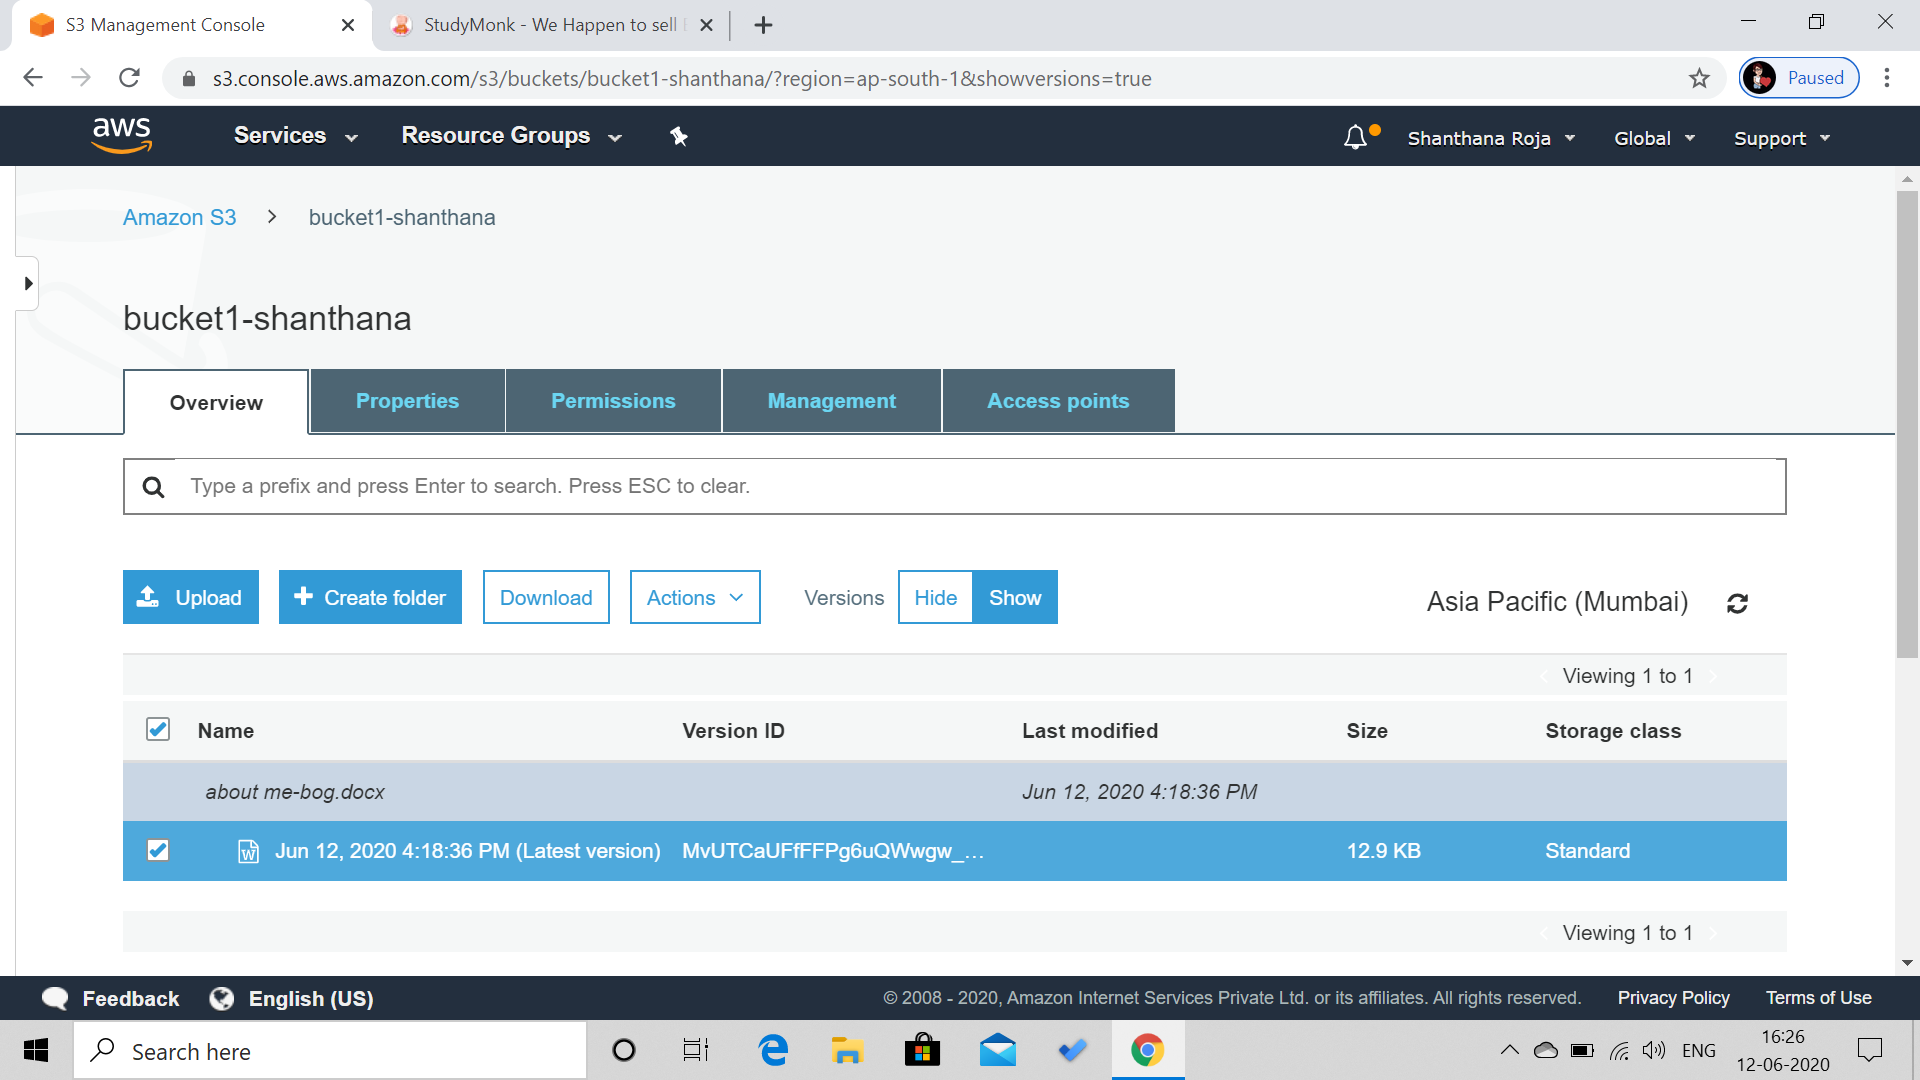 S3 Management Console
StudyMonk - We Happen to sell
s3.console.aws.amazon.com/s3/buckets/bucket1-shanthana/?region=ap-south-1&showversions=true
Paused
aws
Services
Resource Groups
Shanthana Roja
Global
Support
Amazon S3 > bucket1-shanthana
bucket1-shanthana
Overview
Properties
Permissions
Management
Access points
Type a prefix and press Enter to search. Press ESC to clear.
Upload
+ Create folder
Download
Actions
Versions
Hide
Show
Asia Pacific (Mumbai)
Viewing 1 to 1
Name Version ID Last modified Size Storage class
about me-bog.docx Jun 12, 2020 4:18:36 PM
Jun 12, 2020 4:18:36 PM (Latest version) MvUTCaUFfFFPg6uQWwgw_... 12.9 KB Standard
Viewing 1 to 1
Feedback
English (US)
© 2008 - 2020, Amazon Internet Services Private Ltd. or its affiliates. All rights reserved.
Privacy Policy
Terms of Use
Search here
ENG
16:26
12-06-2020